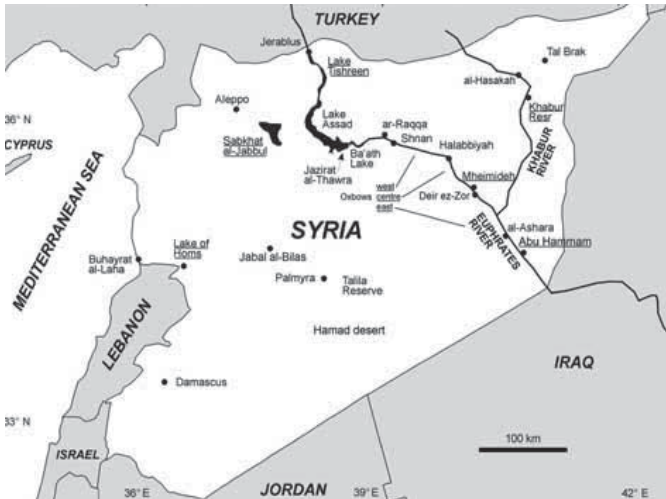 TURKEY
Jerablus
Tal Brak
Lake
Tishreen
al-Hasakah
Aleppo
Khabur
Resr
36° N
Lake
Assad
ar-Raqqa
Shnan
Halabbiyah
CYPRUS
Sabkhat
al-Jabbul
Ba'ath
Lake
KHABUR
RIVER
Jazirat
al-Thawra
Mheimideh
west
Oxbows centre
east
Deir ez-Zor
MEDITERRANEAN SEA
SYRIA
al-Ashara
EUPHRATES
RIVER
Abu Hammam
Lake of
Homs
Buhayrat
al-Laha
Jabal al-Bilas
Palmyra
Talila
Reserve
LEBANON
Hamad desert
IRAQ
Damascus
33° N
100 km
ISRAEL
36° E
JORDAN
39° E
42° E